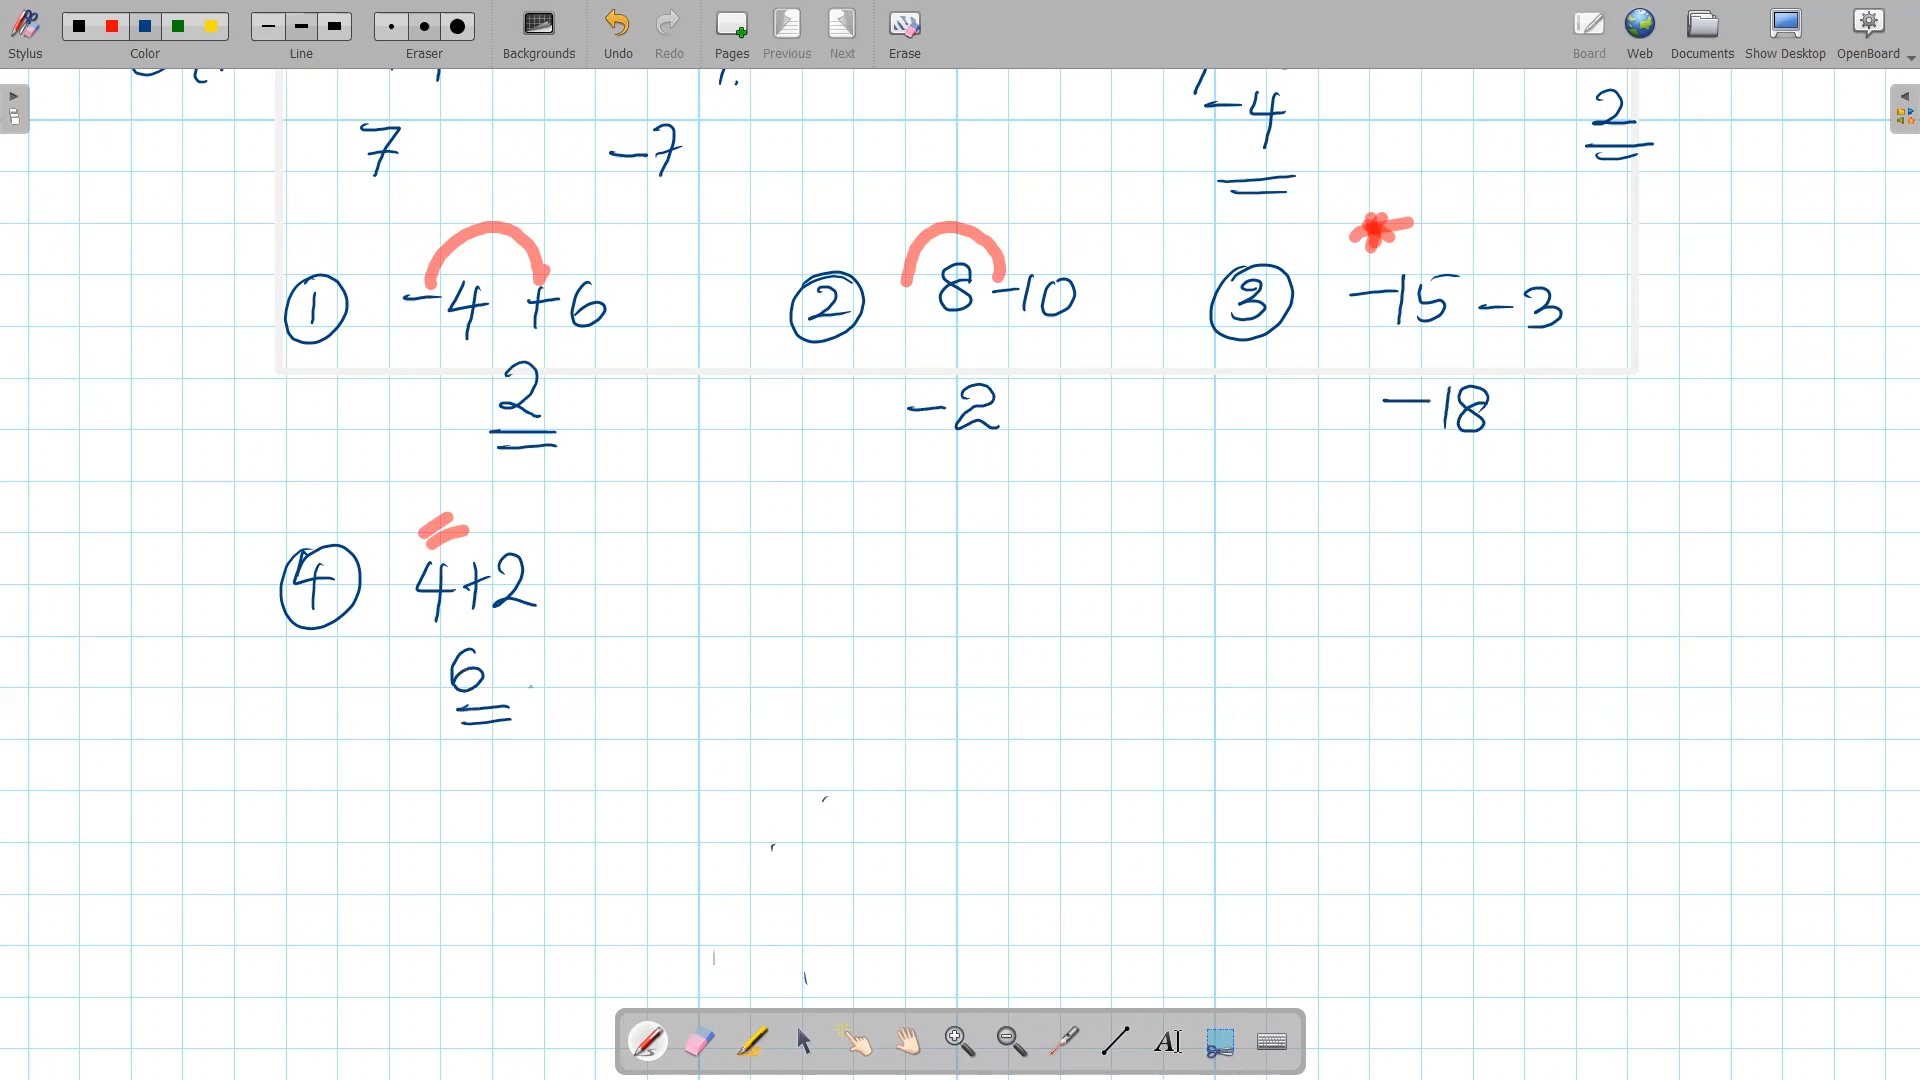 Stylus Color Line Eraser Backgrounds Undo Redo Pages Previous Next Erase Board Web Documents Show Desktop OpenBoard
-4 2
7 -7
① -4 +6 ② 8 -10 ③ -15 -3
2 -2 -18
④ 4+2
6